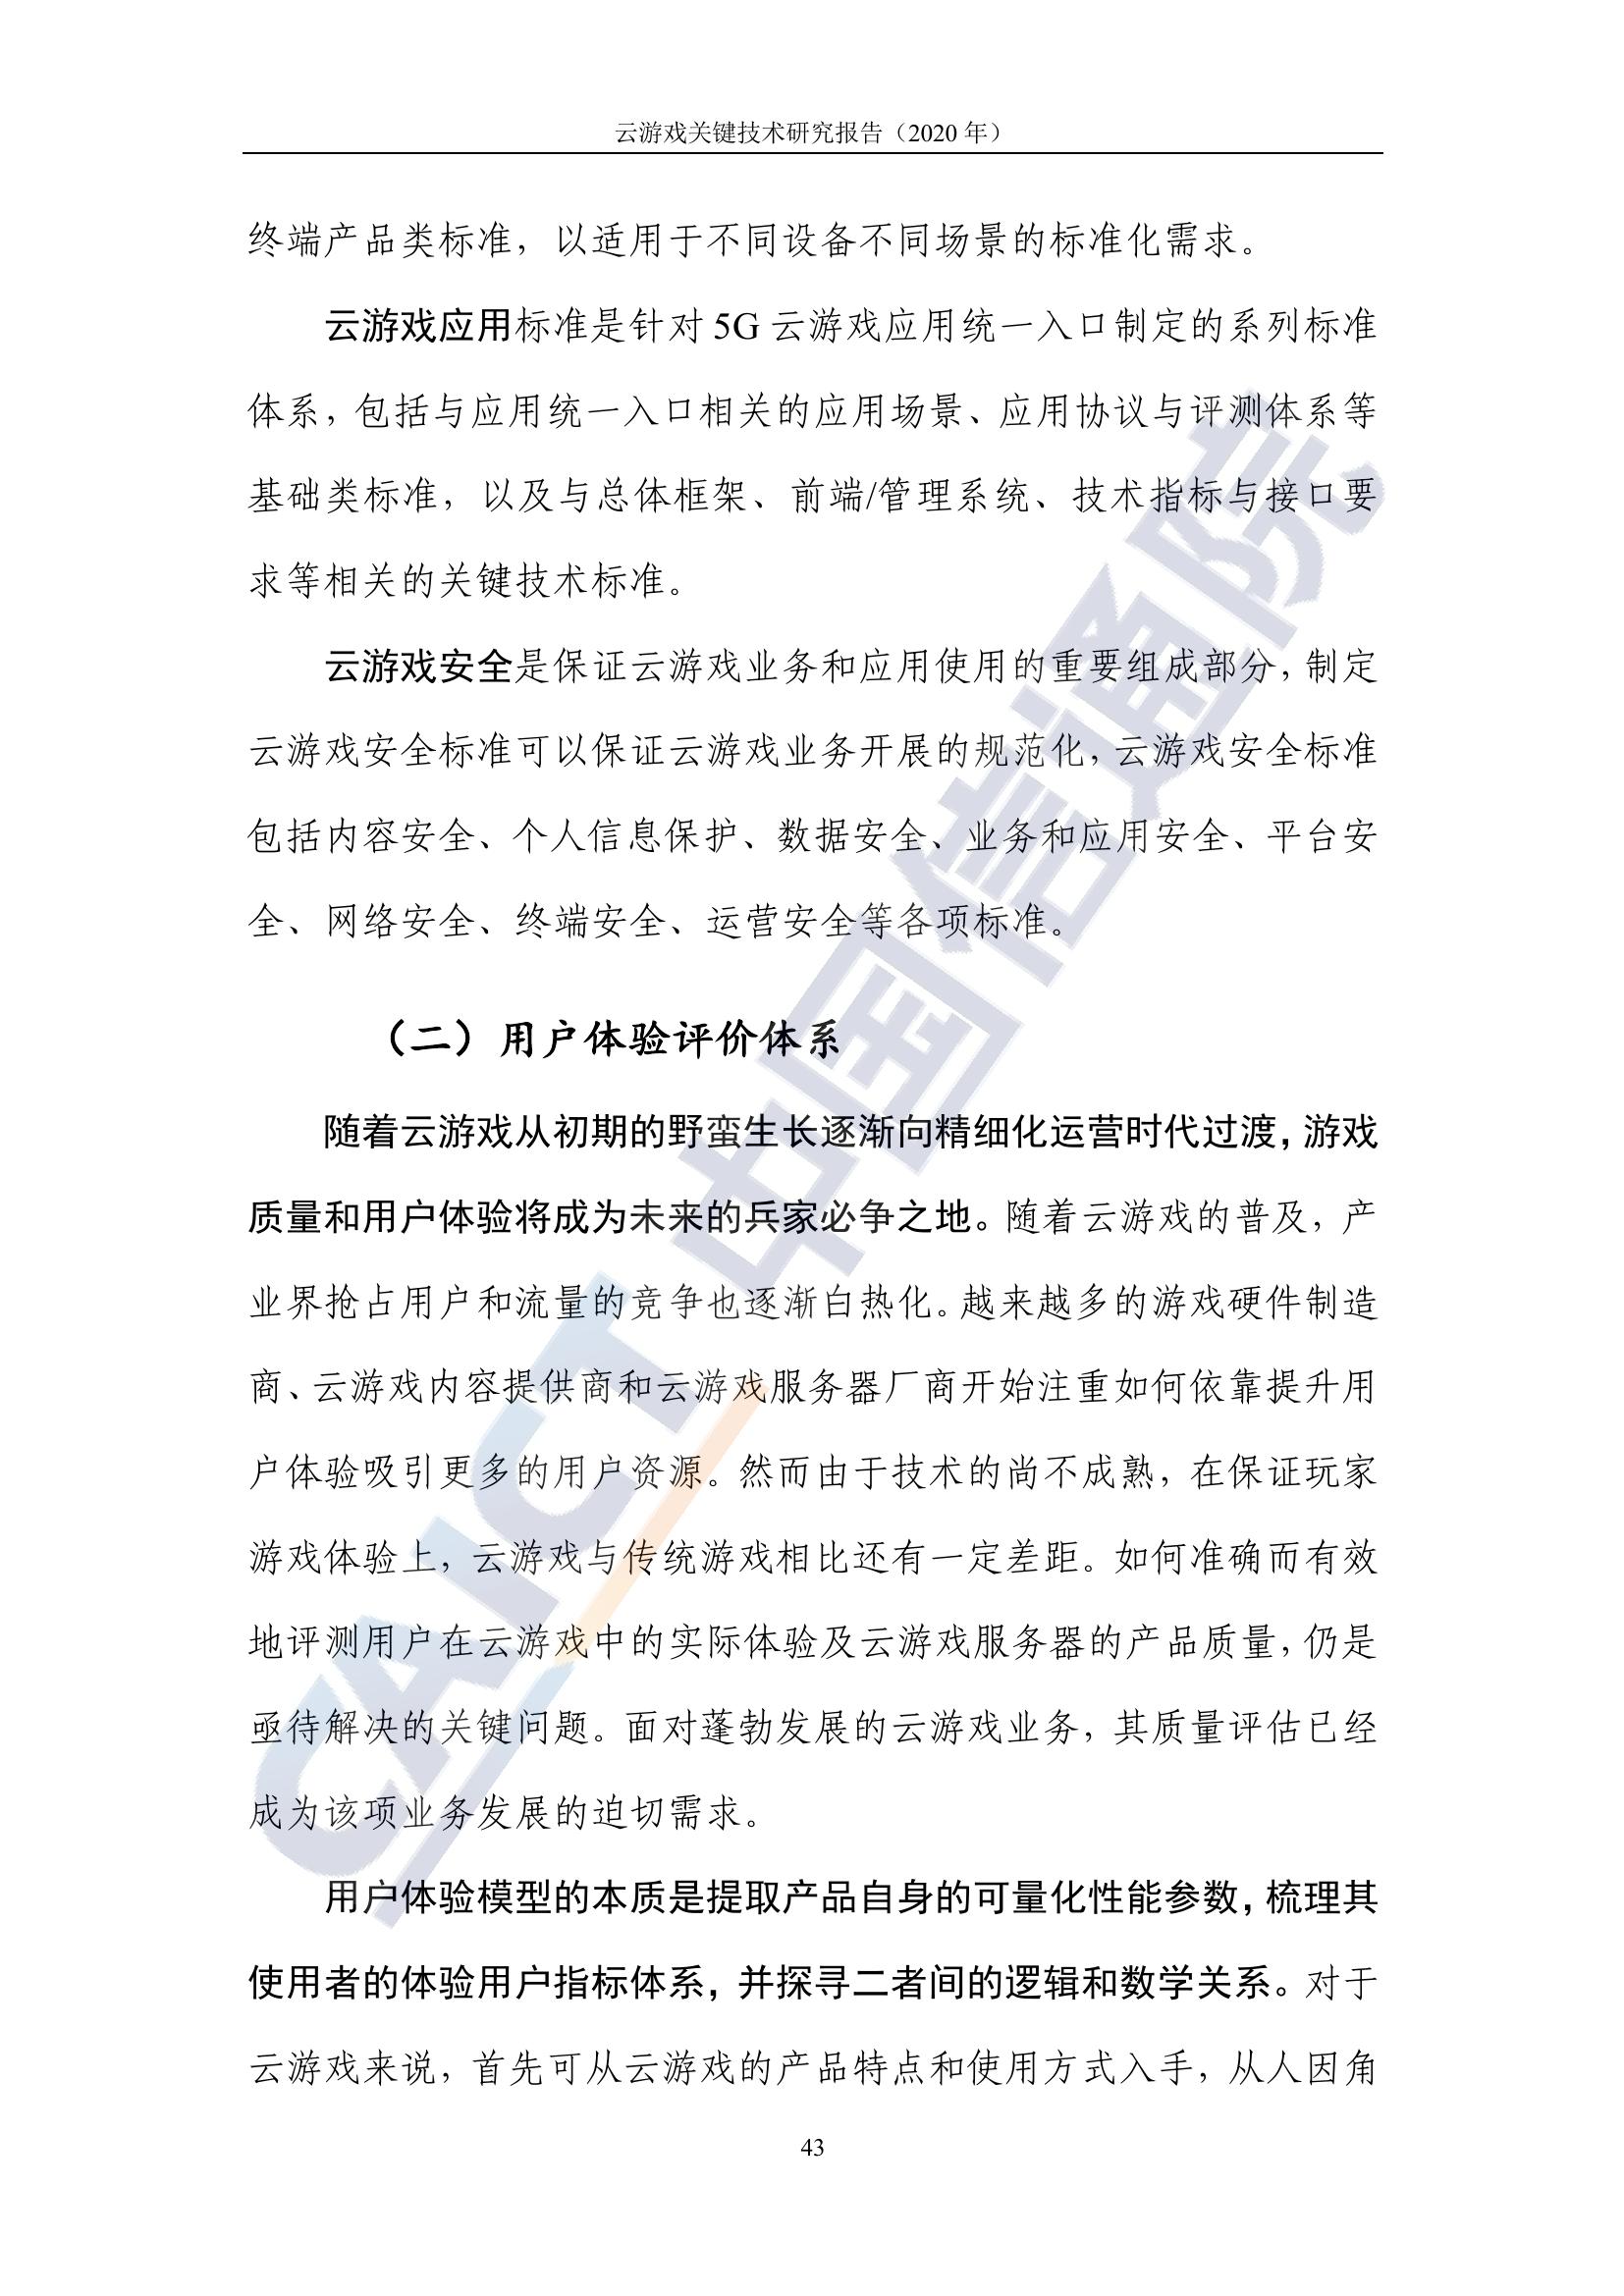 云游戏关键技术研究报告（2020 年）
终端产品类标准，以适用于不同设备不同场景的标准化需求。
云游戏应用标准是针对 5G 云游戏应用统一入口制定的系列标准
体系，包括与应用统一入口相关的应用场景、应用协议与评测体系等
基础类标准，以及与总体框架、前端/管理系统、技术指标与接口要
求等相关的关键技术标准。
云游戏安全是保证云游戏业务和应用使用的重要组成部分，制定
云游戏安全标准可以保证云游戏业务开展的规范化，云游戏安全标准
包括内容安全、个人信息保护、数据安全、业务和应用安全、平台安
全、网络安全、终端安全、运营安全等各项标准。
（二）用户体验评价体系
随着云游戏从初期的野蛮生长逐渐向精细化运营时代过渡，游戏
质量和用户体验将成为未来的兵家必争之地。随着云游戏的普及，产
业界抢占用户和流量的竞争也逐渐白热化。越来越多的游戏硬件制造
商、云游戏内容提供商和云游戏服务器厂商开始注重如何依靠提升用
户体验吸引更多的用户资源。然而由于技术的尚不成熟，在保证玩家
游戏体验上，云游戏与传统游戏相比还有一定差距。如何准确而有效
地评测用户在云游戏中的实际体验及云游戏服务器的产品质量，仍是
亟待解决的关键问题。面对蓬勃发展的云游戏业务，其质量评估已经
成为该项业务发展的迫切需求。
用户体验模型的本质是提取产品自身的可量化性能参数，梳理其
使用者的体验用户指标体系，并探寻二者间的逻辑和数学关系。对于
云游戏来说，首先可从云游戏的产品特点和使用方式入手，从人因角
43
CAICT 中国信通院